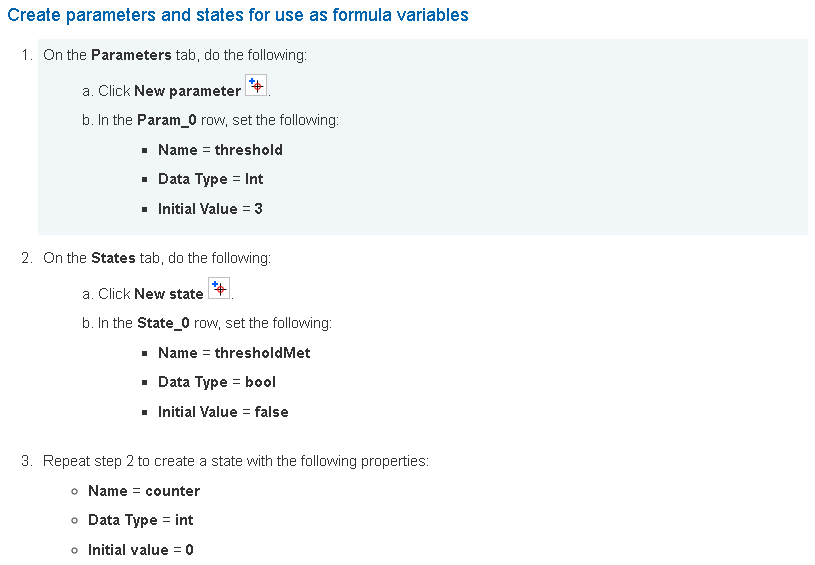 Create parameters and states for use as formula variables
1. On the Parameters tab, do the following:
a. Click New parameter .
b. In the Param_0 row, set the following:
▪ Name = threshold
▪ Data Type = Int
▪ Initial Value = 3
2. On the States tab, do the following:
a. Click New state .
b. In the State_0 row, set the following:
▪ Name = thresholdMet
▪ Data Type = bool
▪ Initial Value = false
3. Repeat step 2 to create a state with the following properties:
○ Name = counter
○ Data Type = int
○ Initial value = 0